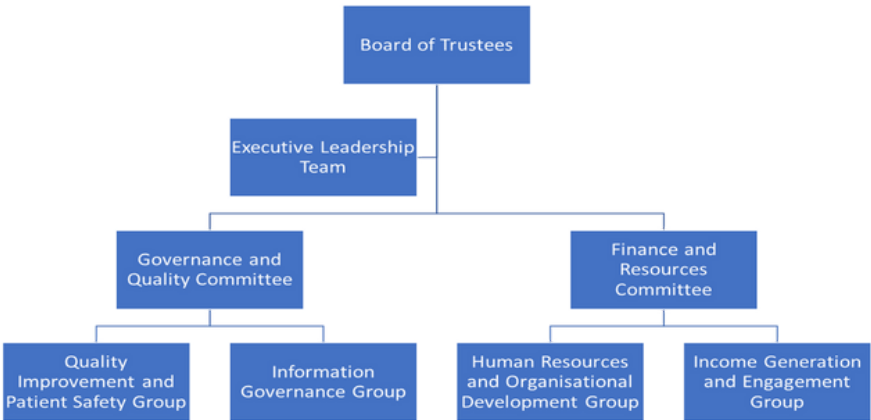 Board of Trustees
Executive Leadership
Team
Governance and
Quality Committee
Finance and
Resources
Committee
Quality
Improvement and
Patient Safety Group
Information
Governance Group
Human Resources
and Organisational
Development Group
Income Generation
and Engagement
Group